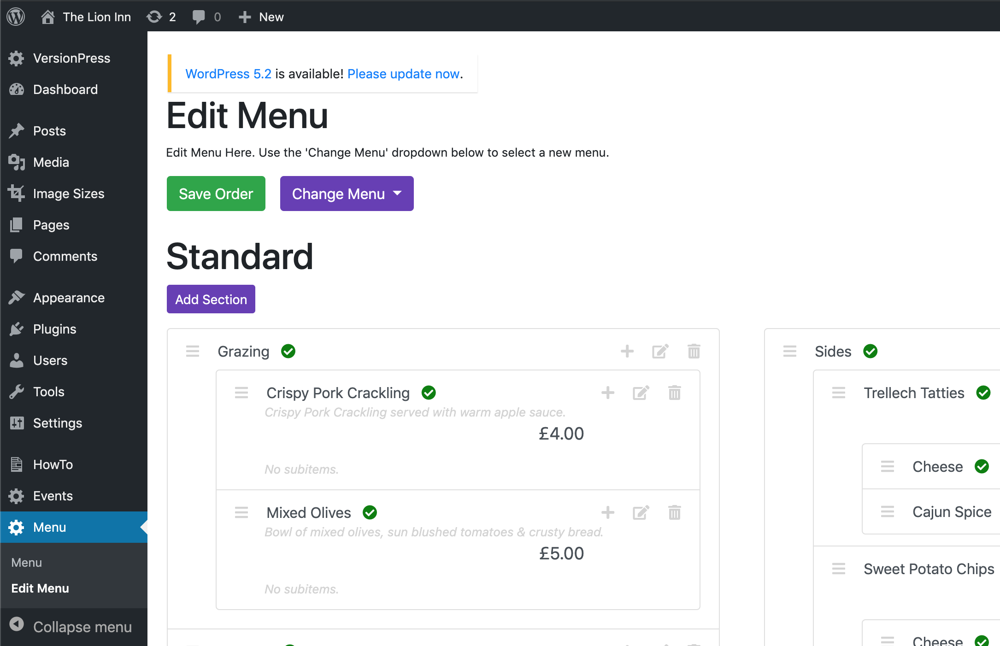 The Lion Inn 2 0 New
VersionPress
Dashboard
Posts
Media
Image Sizes
Pages
Comments
Appearance
Plugins
Users
Tools
Settings
HowTo
Events
Menu
Menu
Edit Menu
Collapse menu
WordPress 5.2 is available! Please update now.
Edit Menu
Edit Menu Here. Use the 'Change Menu' dropdown below to select a new menu.
Save Order Change Menu
Standard
Add Section
Grazing
Crispy Pork Crackling
Crispy Pork Crackling served with warm apple sauce.
£4.00
No subitems.
Mixed Olives
Bowl of mixed olives, sun blushed tomatoes & crusty bread.
£5.00
No subitems.
Sides
Trellech Tatties
Cheese
Cajun Spice
Sweet Potato Chips
Cheese